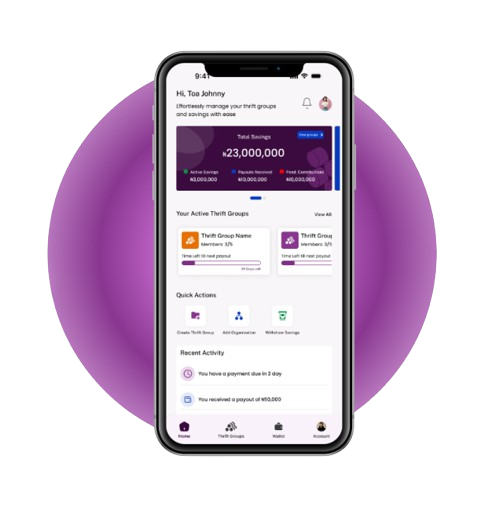 9:41
Hi, Toa Johnny
Effortlessly manage your thrift groups
and savings with ease
Total Savings
View groups
₦23,000,000
Active Savings
Payouts Received
Fixed Contributions
₦3,000,000
₦10,000,000
₦10,000,000
Your Active Thrift Groups
View All
Thrift Group Name
Members: 3/5
Time Left till next payout
Thrift Group
Members: 3/5
Time Left till next payout
Quick Actions
Create Thrift Group
Add Organization
Withdraw Savings
Recent Activity
You have a payment due in 2 day
You received a payout of ₦50,000
Home
Thrift Groups
Wallet
Account